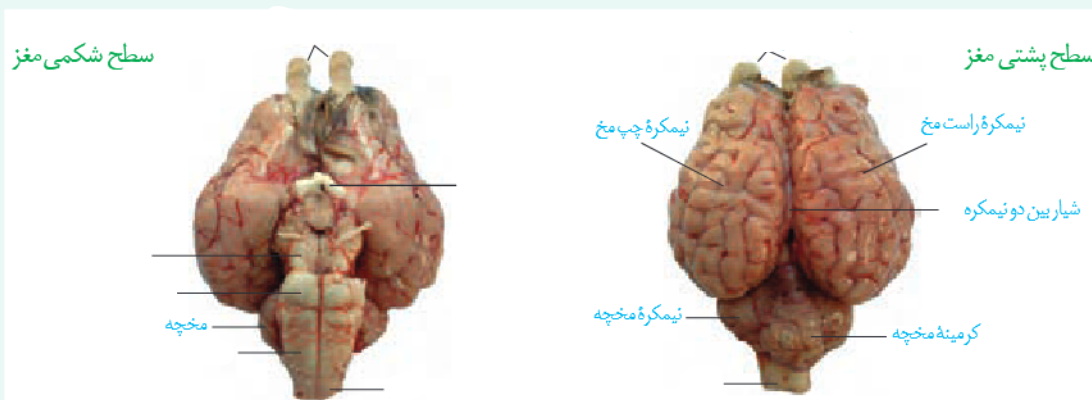 سطح پشتی مغز
سطح شکمی مغز
نیمکرهٔ راست مخ
نیمکرهٔ چپ مخ
شیار بین دو نیمکره
نیمکرهٔ مخچه
کرمینهٔ مخچه
مخچه